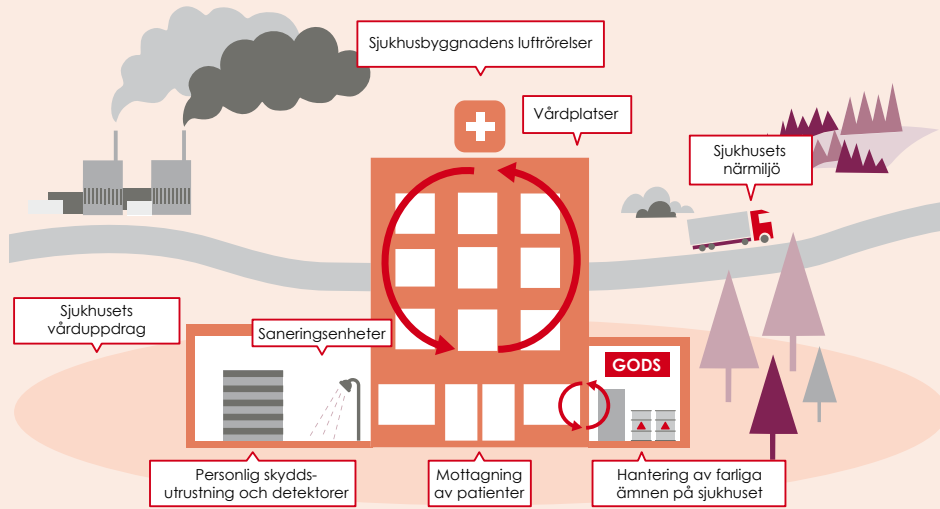 Sjukhusbyggnadens luftrörelser
Vårdplatser
Sjukhusets
närmiljö
Sjukhusets
vårduppdrag
Saneringsenheter
GODS
Personlig skydds-
utrustning och detektorer
Mottagning
av patienter
Hantering av farliga
ämnen på sjukhuset